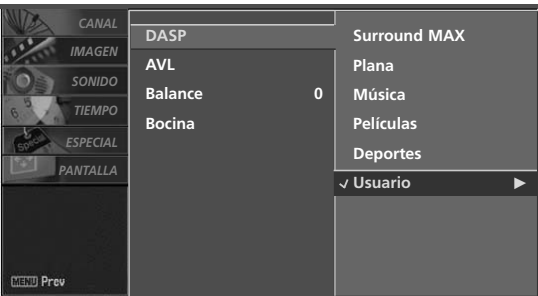 CANAL
IMAGEN
SONIDO
TIEMPO
ESPECIAL
PANTALLA
MENU Prev
DASP
AVL
Balance 0
Bocina
Surround MAX
Plana
Música
Películas
Deportes
✓ Usuario ►